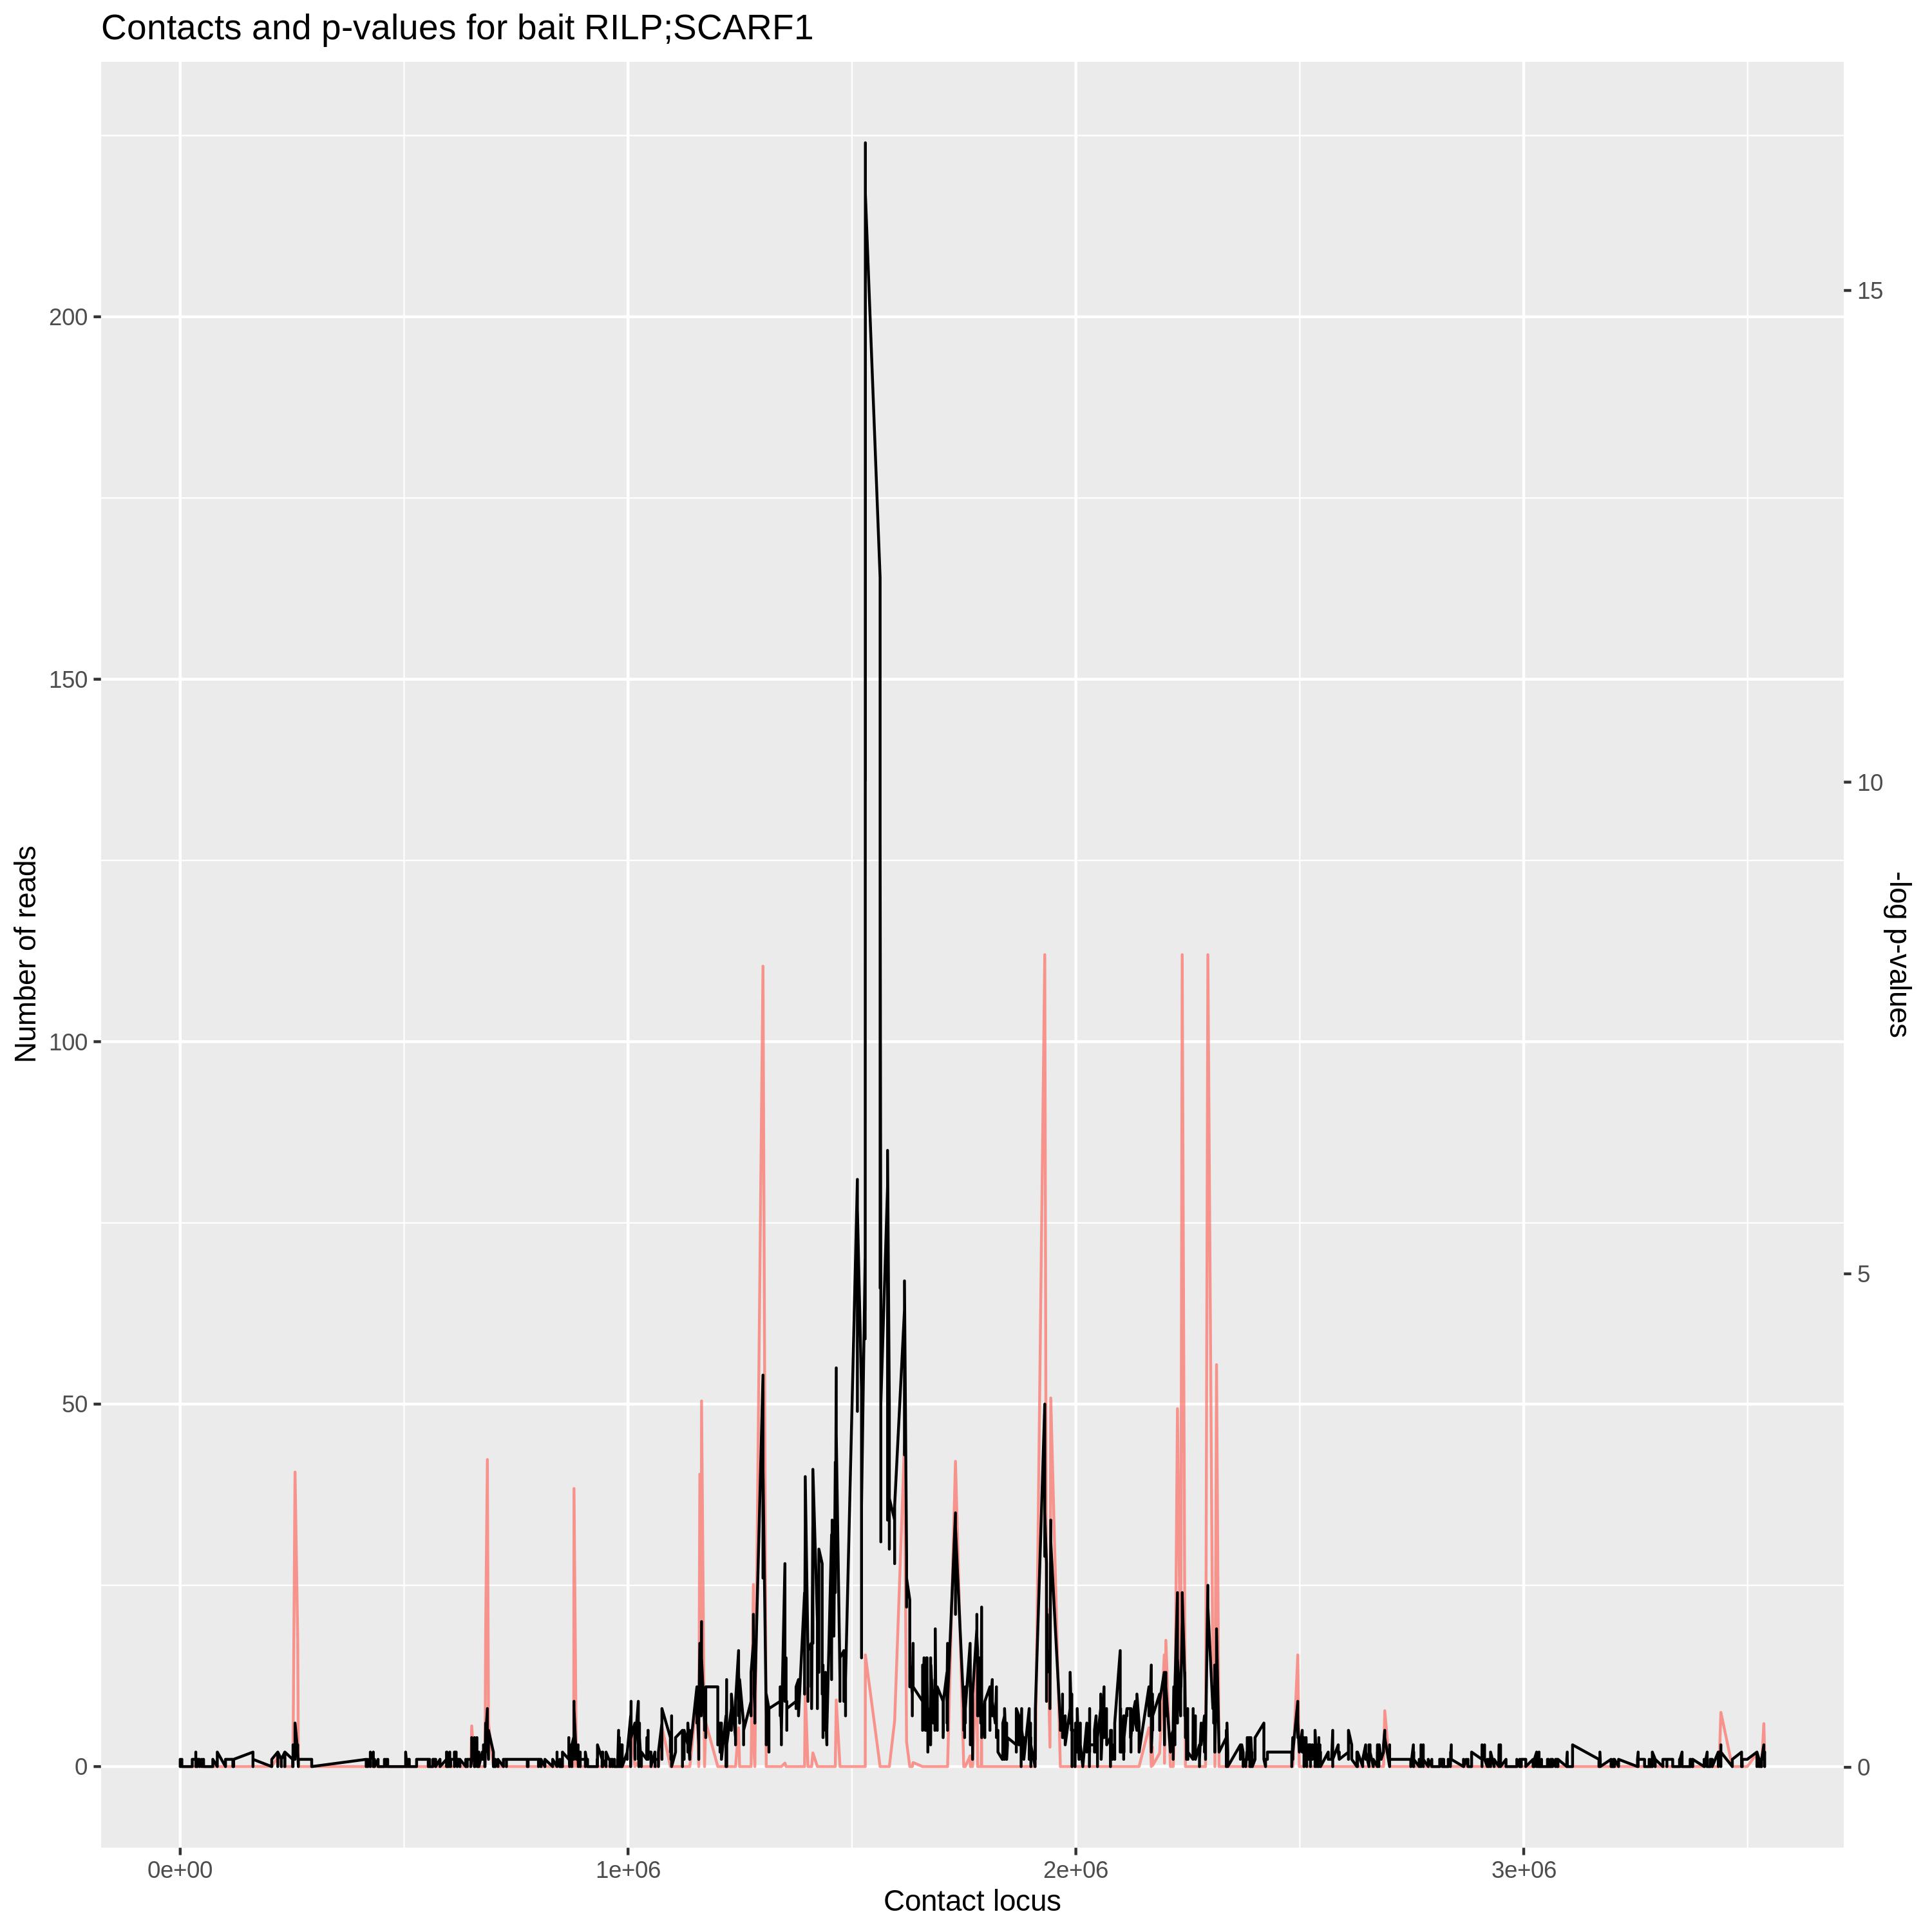 Contacts and p-values for bait RILP;SCARF1
200
150
100
50
0
Number of reads
15
10
5
0
-log p-values
0e+00
1e+06
2e+06
3e+06
Contact locus